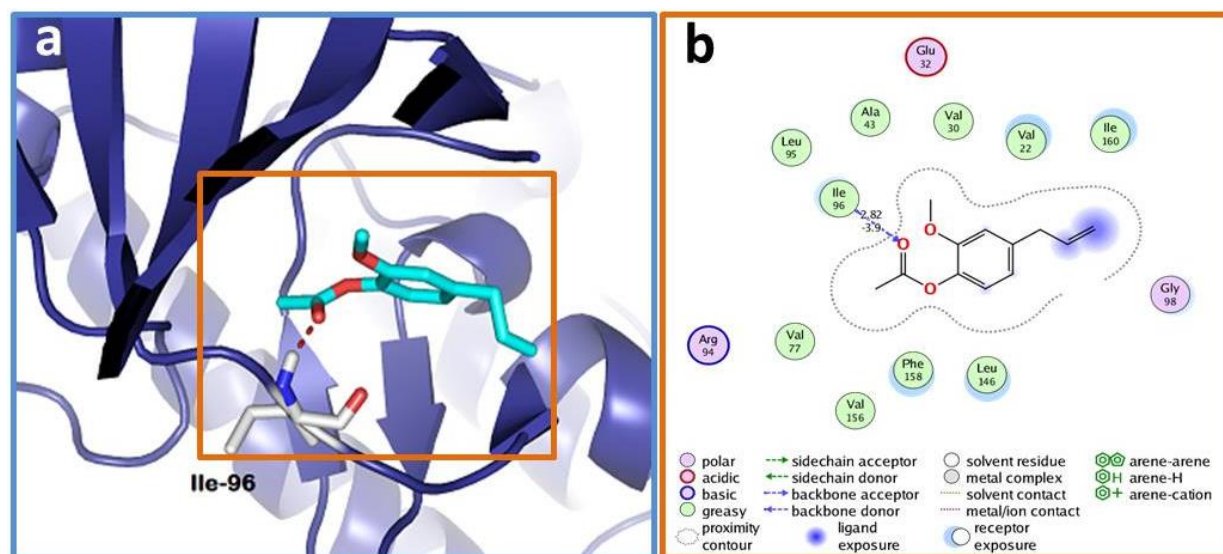 a
Ile-96
b
Glu
32
Ala
43
Val
30
Val
22
Ile
160
Leu
95
Ile
96
2.82
-3.9
O
O
O
Gly
98
Arg
94
Val
77
Phe
158
Leu
146
Val
156
polar
acidic
basic
greasy
proximity
contour
sidechain acceptor
sidechain donor
backbone acceptor
backbone donor
ligand
exposure
solvent residue
metal complex
solvent contact
metal/ion contact
receptor
exposure
arene-arene
H arene-H
+ arene-cation